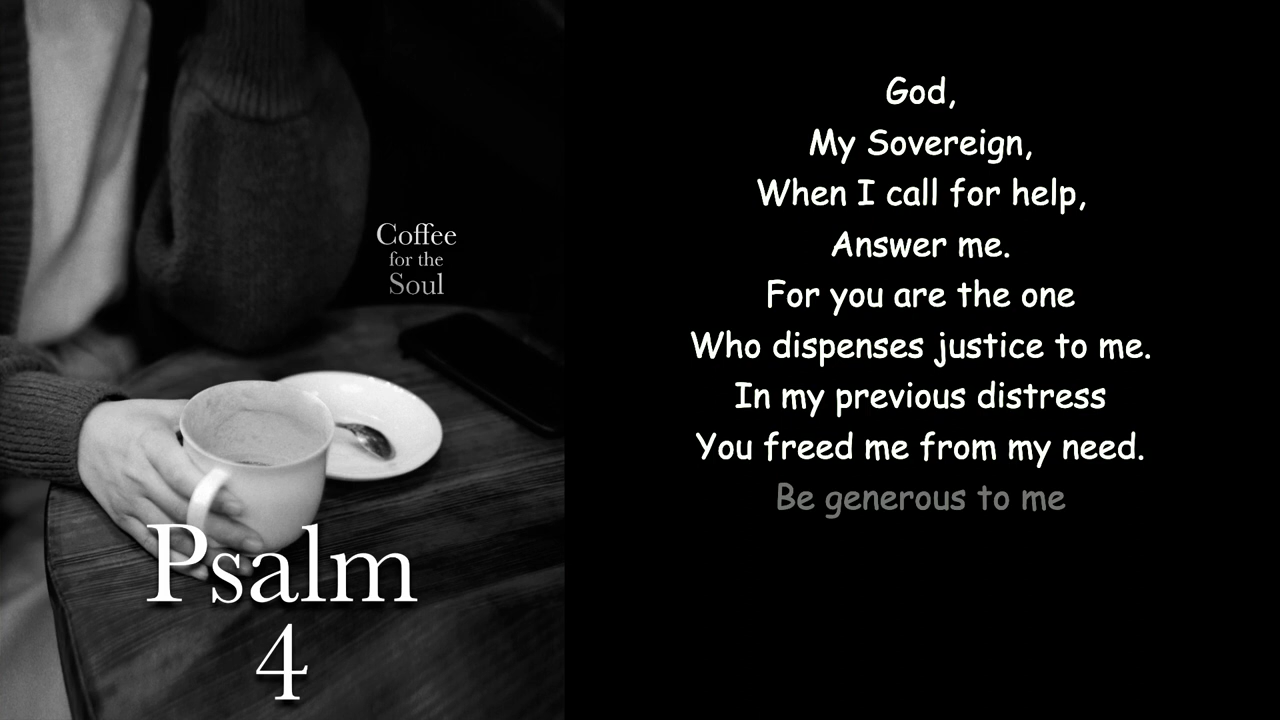 Coffee
for the
Soul
Psalm
4
God,
My Sovereign,
When I call for help,
Answer me.
For you are the one
Who dispenses justice to me.
In my previous distress
You freed me from my need.
Be generous to me